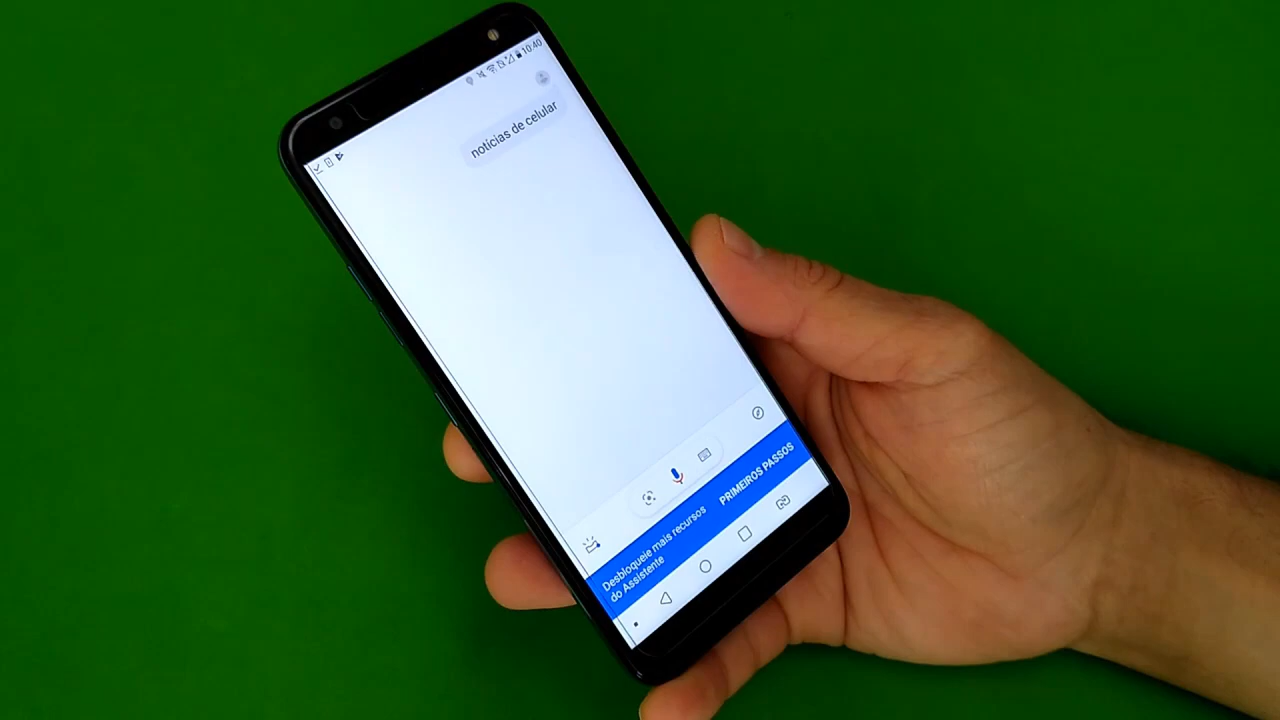 10:40
notícias de celular
Desbloqueie mais recursos
do Assistente
PRIMEIROS PASSOS